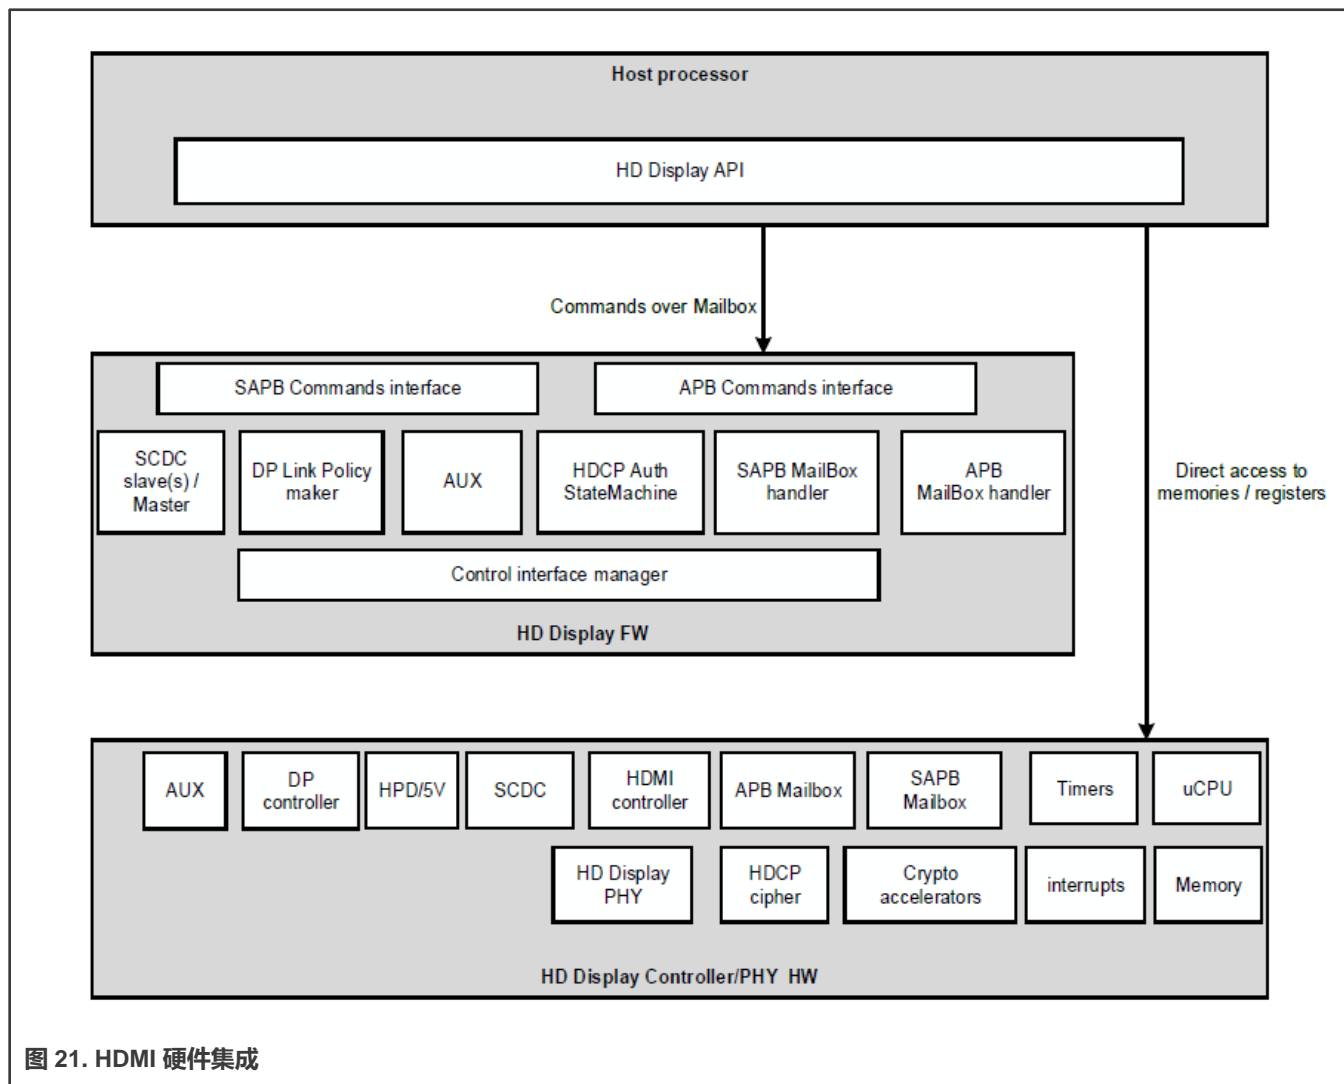 Host processor
HD Display API
Commands over Mailbox
SAPB Commands interface
APB Commands interface
SCDC
slave(s) /
Master
DP Link Policy
maker
AUX
HDCP Auth
StateMachine
SAPB MailBox
handler
APB
MailBox handler
Direct access to
memories / registers
Control interface manager
HD Display FW
AUX
DP
controller
HPD/5V
SCDC
HDMI
controller
APB Mailbox
SAPB
Mailbox
Timers
uCPU
HD Display
PHY
HDCP
cipher
Crypto
accelerators
interrupts
Memory
HD Display Controller/PHY HW
图 21. HDMI 硬件集成